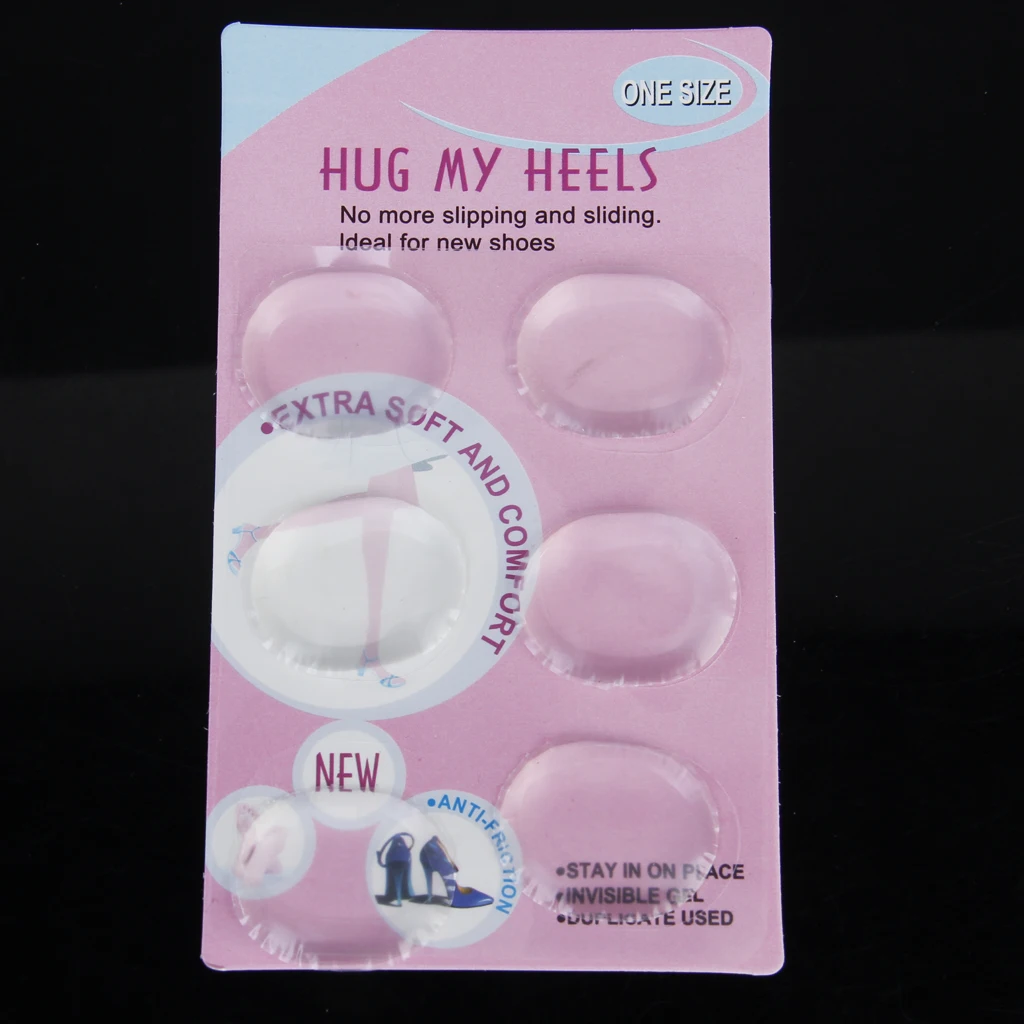 ONE SIZE
HUG MY HEELS
No more slipping and sliding.
Ideal for new shoes
•EXTRA SOFT AND COMFORT
NEW
•ANTI-FRICTION
•STAY IN ON PLACE
•INVISIBLE GEL
•DUPLICATE USED